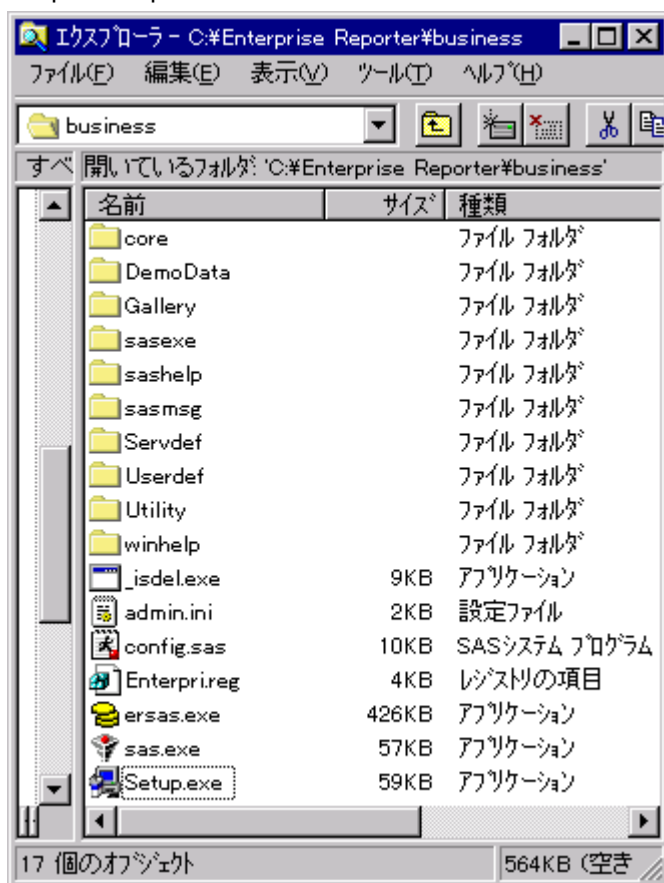 エクスプローラ - C:¥Enterprise Reporter¥business
ファイル(F) 編集(E) 表示(V) ツール(T) ヘルプ(H)
business
すべ 開いているフォルダ: 'C:¥Enterprise Reporter¥business'
名前 サイズ 種類
core ファイル フォルダ
DemoData ファイル フォルダ
Gallery ファイル フォルダ
sasexe ファイル フォルダ
sashelp ファイル フォルダ
sasmsg ファイル フォルダ
Servdef ファイル フォルダ
Userdef ファイル フォルダ
Utility ファイル フォルダ
winhelp ファイル フォルダ
_isdel.exe 9KB アプリケーション
admin.ini 2KB 設定ファイル
config.sas 10KB SASシステム プログラム
Enterpri.reg 4KB レジストリの項目
ersas.exe 426KB アプリケーション
sas.exe 57KB アプリケーション
Setup.exe 59KB アプリケーション
17 個のオブジェクト 564KB (空き